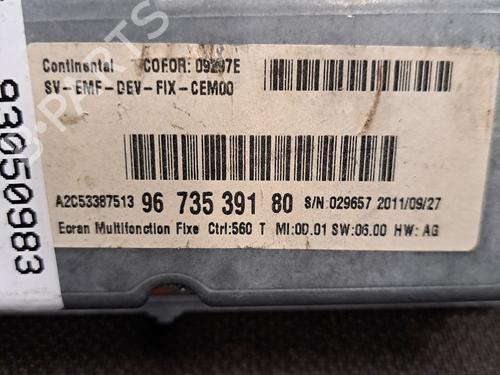 Continental COFOR: 09297E
SV-EMF-DEV-FIX-CEM00
A2C53387513 96 735 391 80 S/N:029657 2011/09/27
Ecran Multifonction Fixe Ctrl:560 T MI:00.01 SW:06.00 HW: AG
93050983